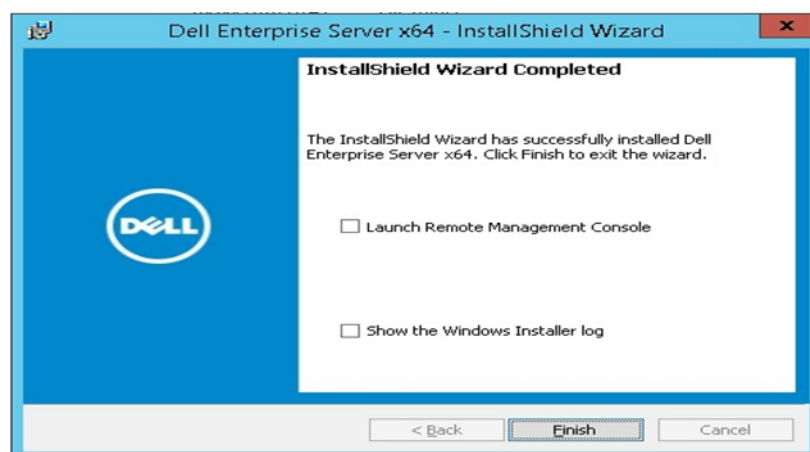 Dell Enterprise Server x64 - InstallShield Wizard
InstallShield Wizard Completed
The InstallShield Wizard has successfully installed Dell
Enterprise Server x64. Click Finish to exit the wizard.
DELL
Launch Remote Management Console
Show the Windows Installer log
< Back
Finish
Cancel